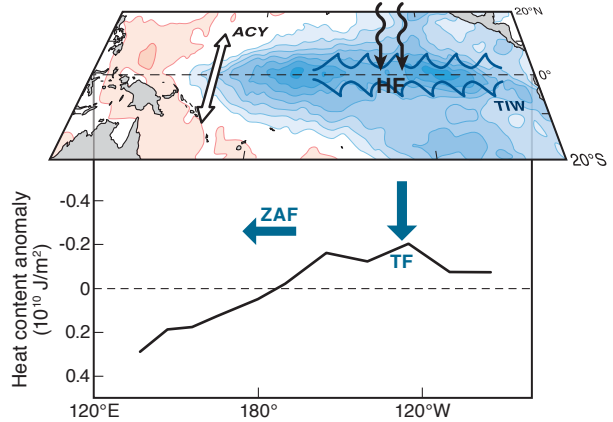 20°N
ACY
0°
HF
TIW
20°S
Heat content anomaly
(10¹⁰ J/m²)
-0.4
ZAF
-0.2
TF
0
0.2
0.4
120°E
180°
120°W